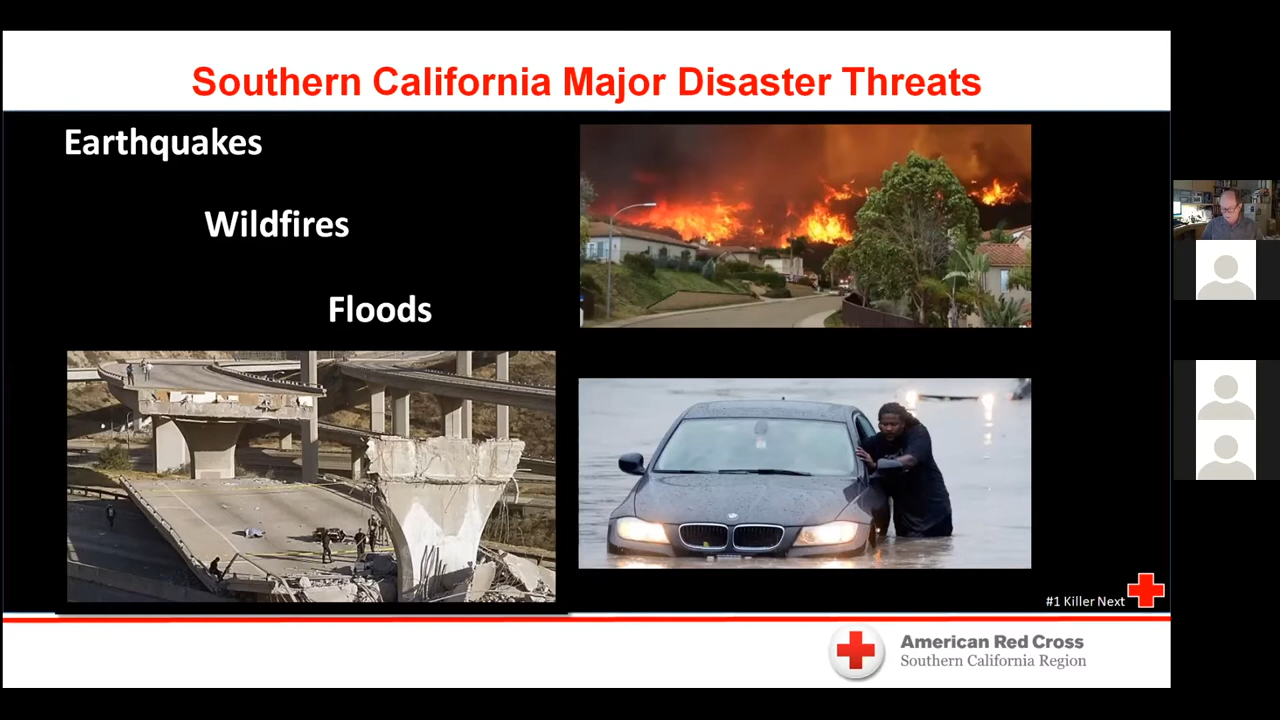 Southern California Major Disaster Threats
Earthquakes
Wildfires
Floods
#1 Killer Next
American Red Cross
Southern California Region